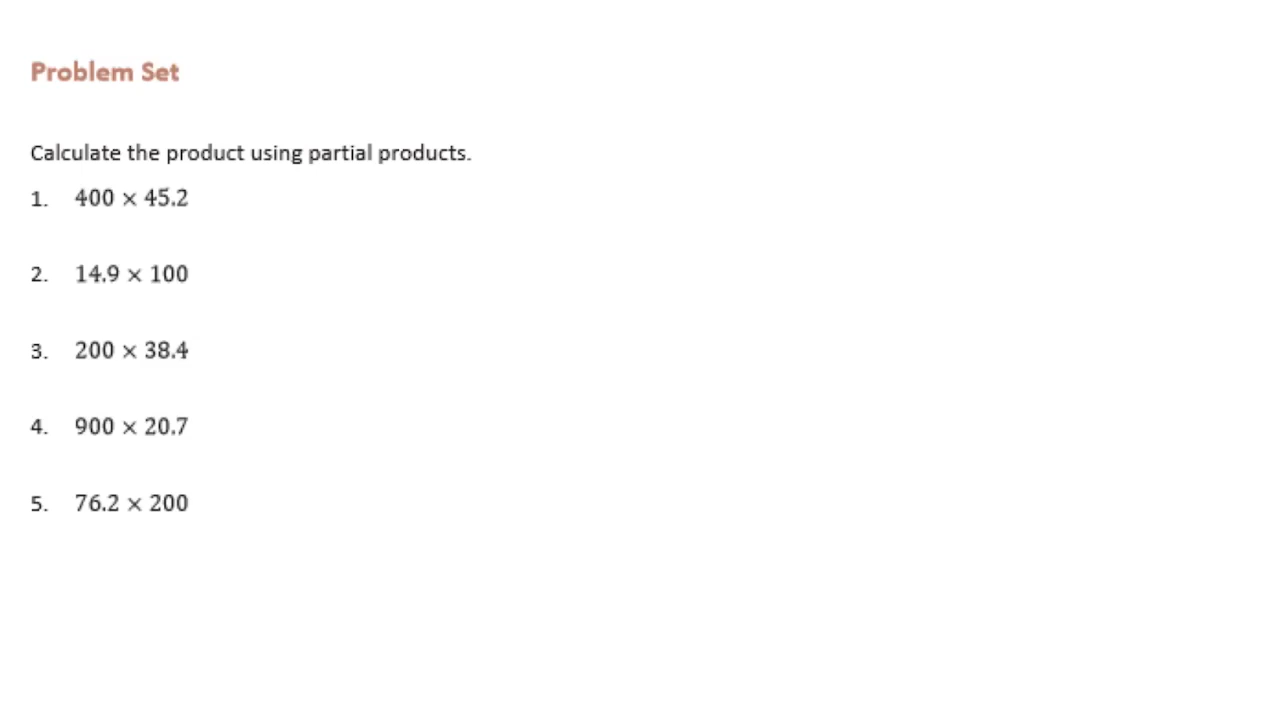 Problem Set
Calculate the product using partial products.
1. 400 × 45.2
2. 14.9 × 100
3. 200 × 38.4
4. 900 × 20.7
5. 76.2 × 200